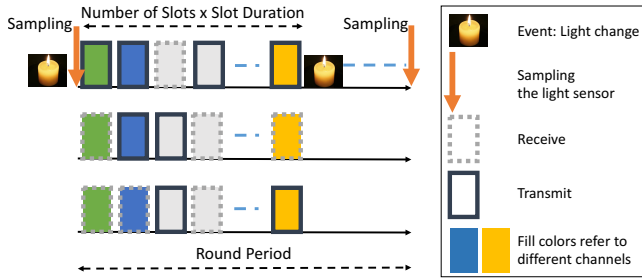 Number of Slots x Slot Duration
Sampling
Sampling
Round Period
Event: Light change
Sampling
the light sensor
Receive
Transmit
Fill colors refer to
different channels